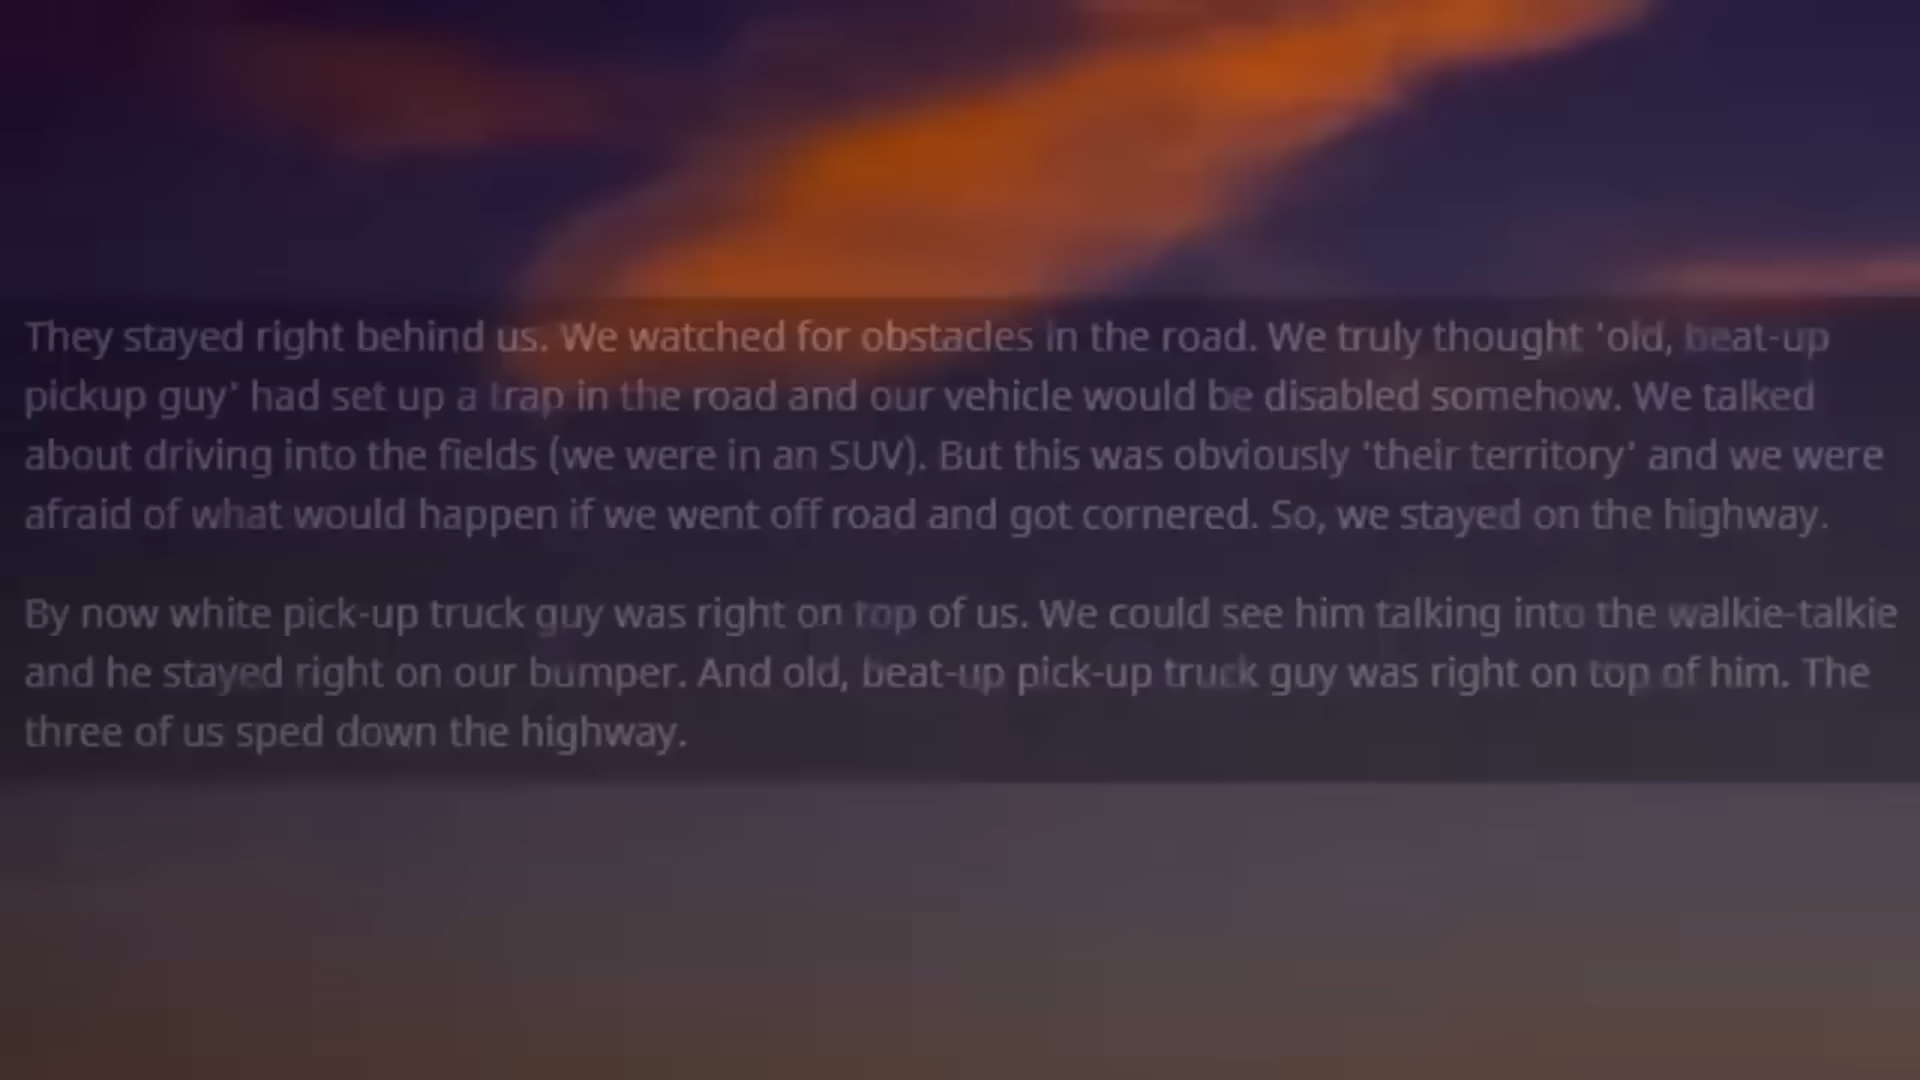 They stayed right behind us. We watched for obstacles in the road. We truly thought 'old, beat-up
pickup guy' had set up a trap in the road and our vehicle would be disabled somehow. We talked
about driving into the fields (we were in an SUV). But this was obviously 'their territory' and we were
afraid of what would happen if we went off road and got cornered. So, we stayed on the highway.
By now white pick-up truck guy was right on top of us. We could see him talking into the walkie-talkie
and he stayed right on our bumper. And old, beat-up pick-up truck guy was right on top of him. The
three of us sped down the highway.